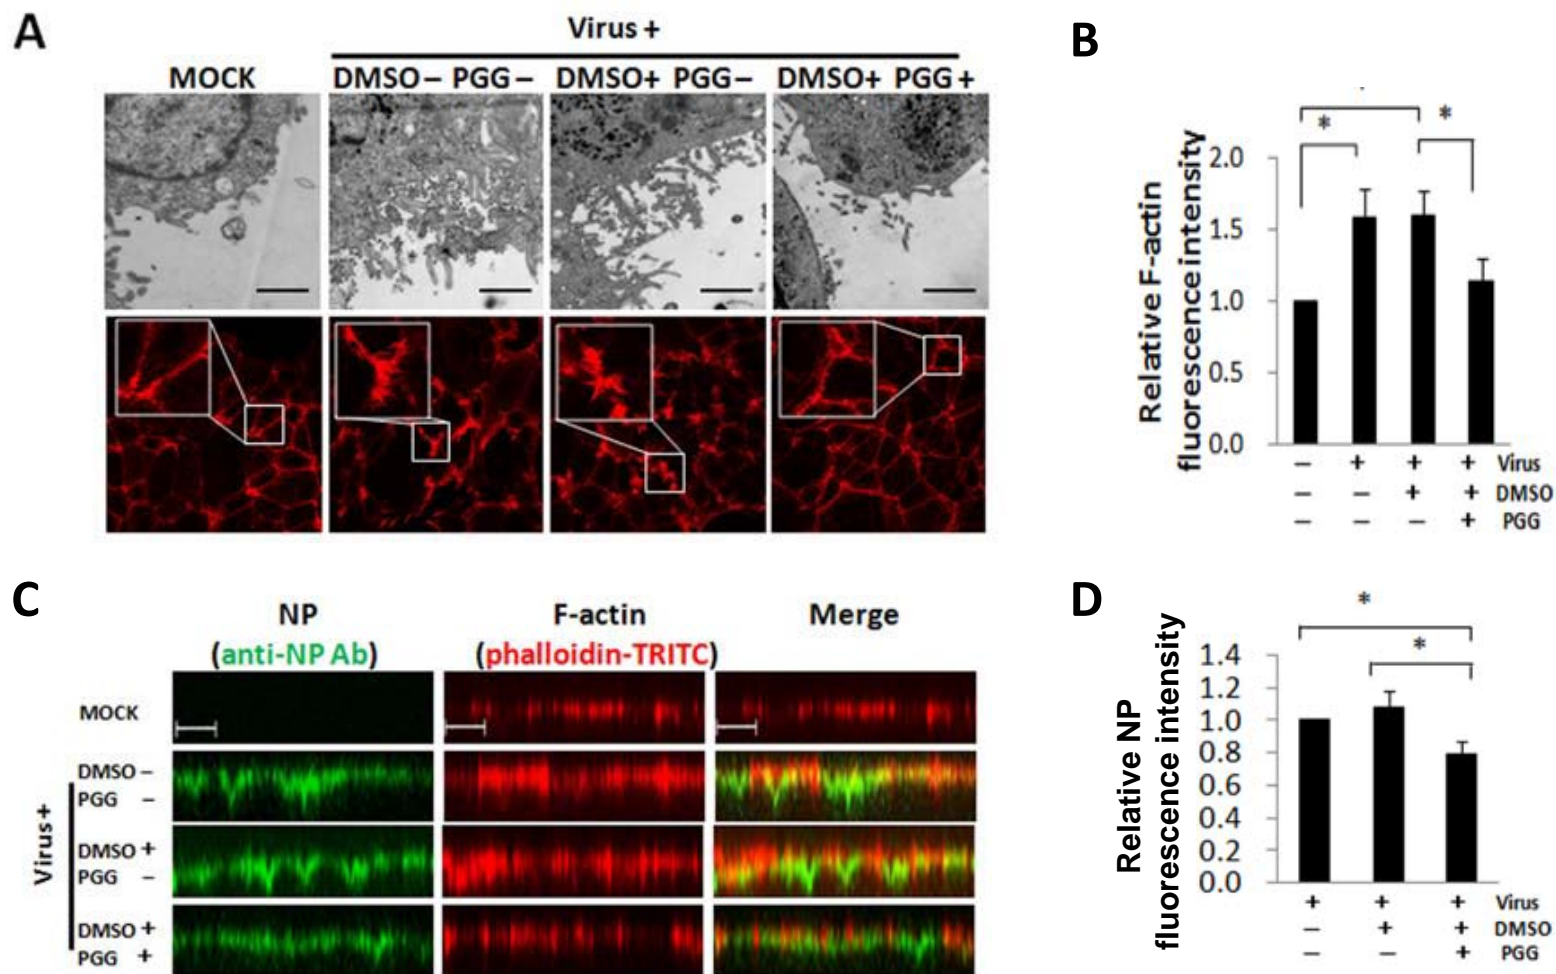 A
Virus +
MOCK
DMSO – PGG –
DMSO+ PGG –
DMSO+ PGG +
B
*
*
Relative F-actin
fluorescence intensity
2.0
1.5
1.0
0.5
0.0
– + + + Virus
– – + + DMSO
– – – + PGG
C
NP
(anti-NP Ab)
F-actin
(phalloidin-TRITC)
Merge
MOCK
Virus+
DMSO –
PGG –
DMSO +
PGG –
DMSO +
PGG +
D
*
*
Relative NP
fluorescence intensity
1.4
1.2
1.0
0.8
0.6
0.4
0.2
0.0
+ + + Virus
– + + DMSO
– – + PGG